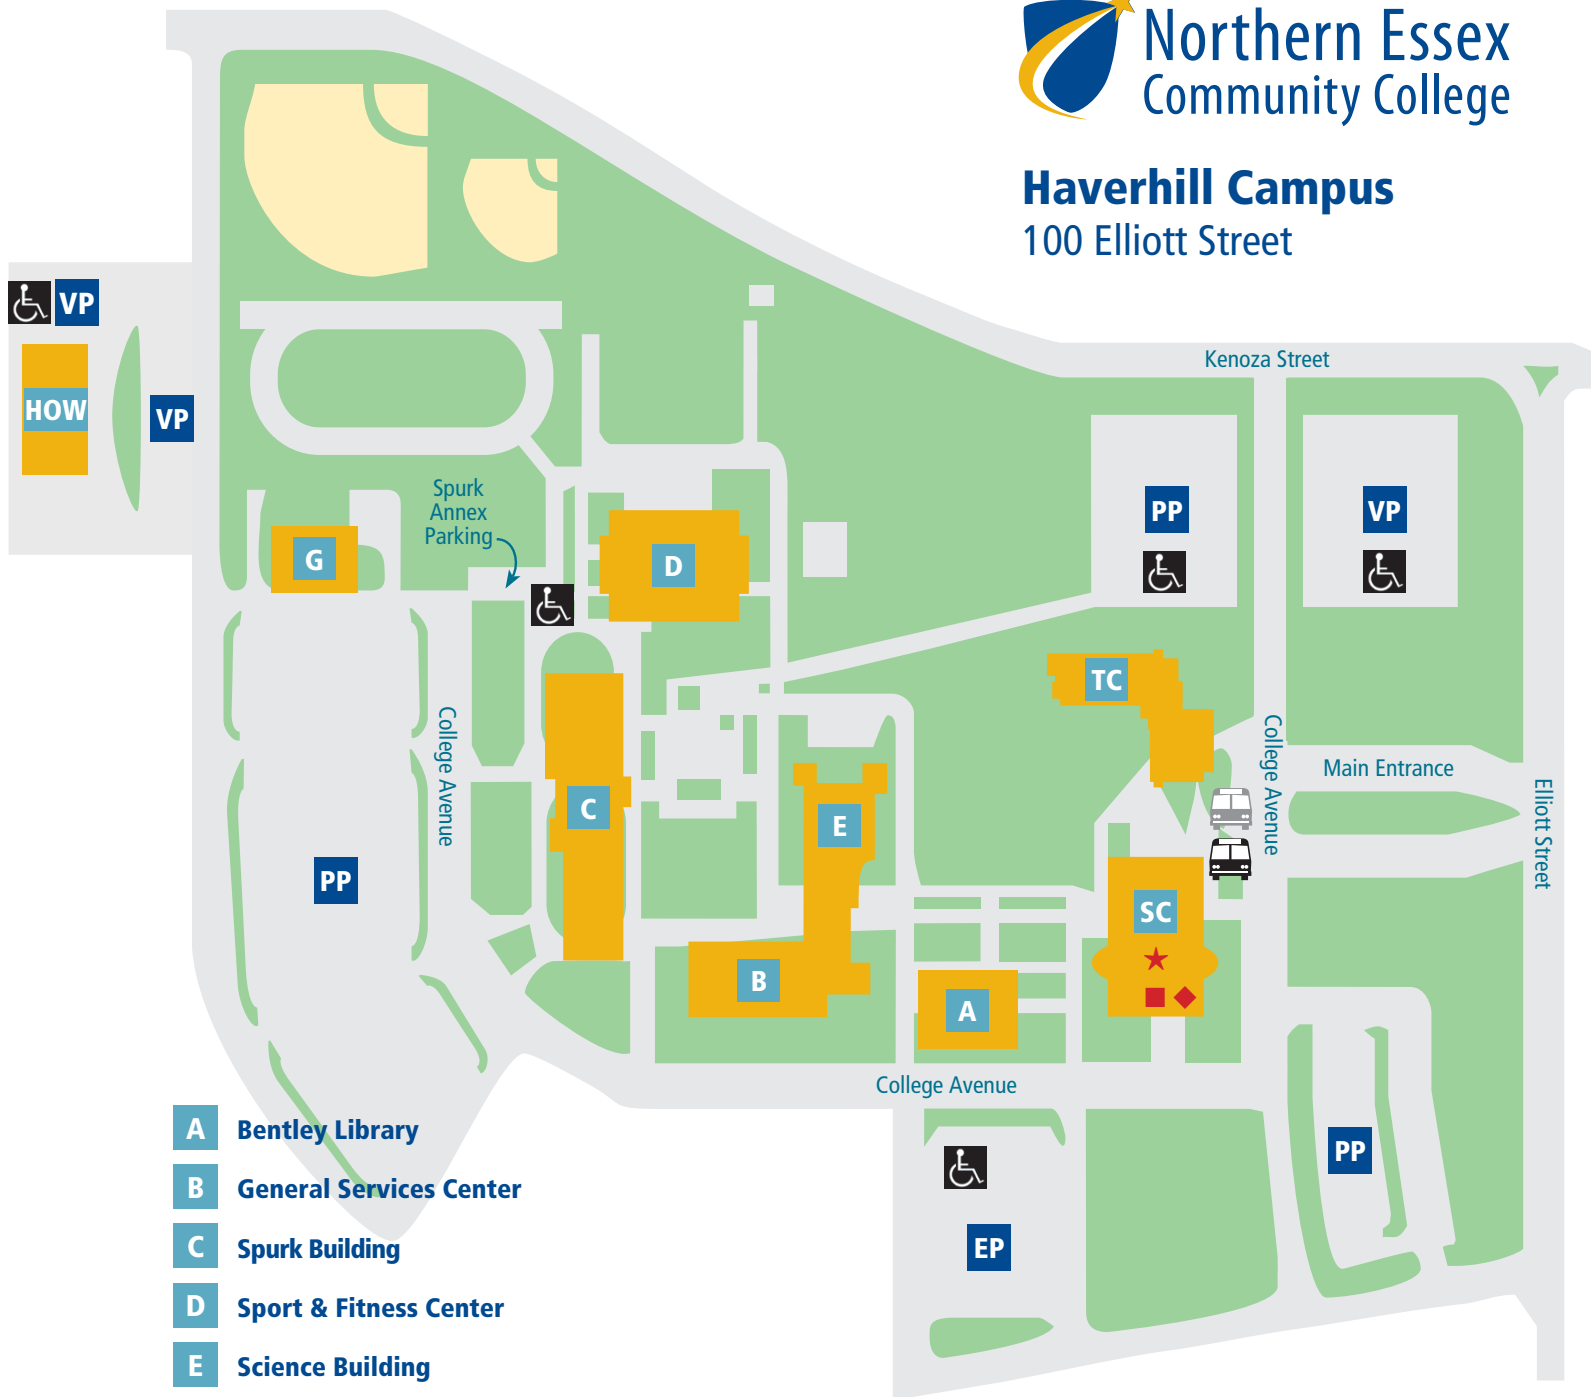 Northern Essex
Community College
Haverhill Campus
100 Elliott Street
Kenoza Street
VP
HOW
VP
Spurk
Annex
Parking
PP
VP
G
D
TC
College Avenue
College Avenue
Main Entrance
Elliott Street
C
E
PP
SC
B
A
College Avenue
PP
EP
A Bentley Library
B General Services Center
C Spurk Building
D Sport & Fitness Center
E Science Building